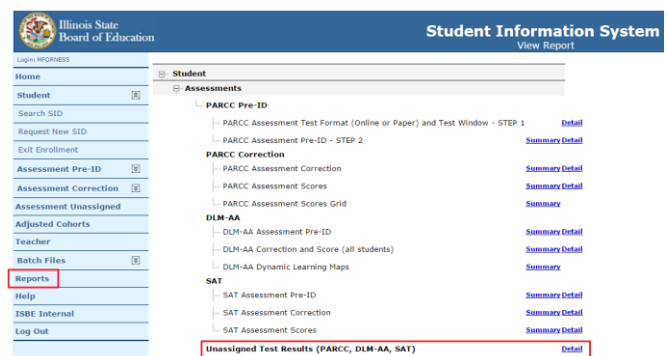 Illinois State
Board of Education
Student Information System
View Report
Login: MFORNESS
Home
Student
Search SID
Request New SID
Exit Enrollment
Assessment Pre-ID
Assessment Correction
Assessment Unassigned
Adjusted Cohorts
Teacher
Batch Files
Reports
Help
ISBE Internal
Log Out
Student
Assessments
PARCC Pre-ID
PARCC Assessment Test Format (Online or Paper) and Test Window - STEP 1 Detail
PARCC Assessment Pre-ID - STEP 2 Summary Detail
PARCC Correction
PARCC Assessment Correction Summary Detail
PARCC Assessment Scores Summary Detail
PARCC Assessment Scores Grid Summary
DLM-AA
DLM-AA Assessment Pre-ID Summary Detail
DLM-AA Correction and Score (all students) Summary Detail
DLM-AA Dynamic Learning Maps Summary
SAT
SAT Assessment Pre-ID Summary Detail
SAT Assessment Correction Summary Detail
SAT Assessment Scores Summary Detail
Unassigned Test Results (PARCC, DLM-AA, SAT) Detail